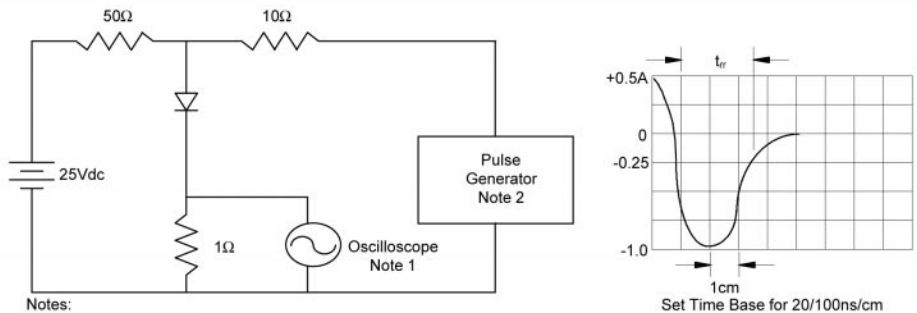 50Ω
10Ω
25Vdc
1Ω
Oscilloscope
Note 1
Pulse
Generator
Note 2
Notes:
trr
+0.5A
0
-0.25
-1.0
1cm
Set Time Base for 20/100ns/cm